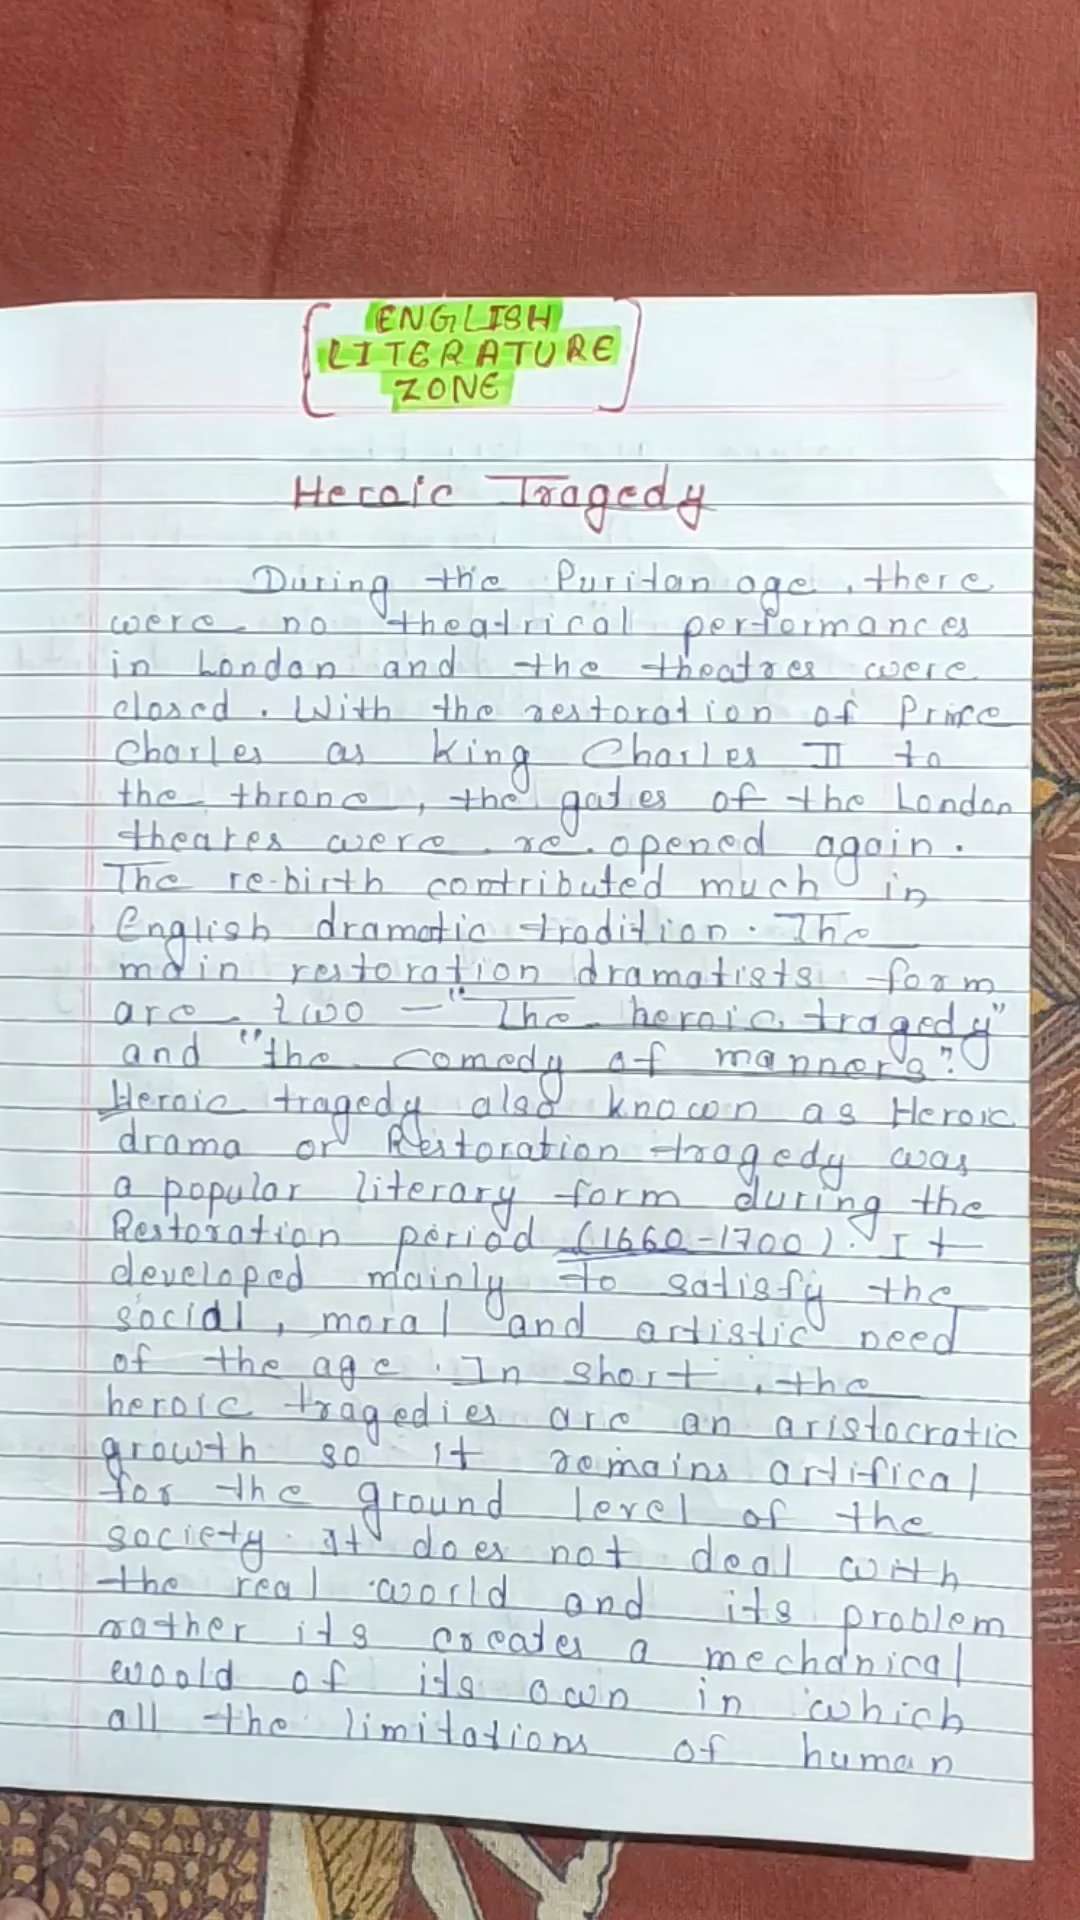 ENGLISH
LITERATURE
ZONE
Heroic Tragedy
During the Puritan age, there
were no theatrical performances
in London and the theatres were
closed. With the restoration of Prince
Charles as King Charles II to
the throne, the gates of the London
theares were re.opened again.
The re-birth contributed much in
English dramatic tradition. The
main restoration dramatists form
are two - "The heroic tragedy"
and "the comedy of manners".
Heroic tragedy also known as Heroic
drama or Restoration tragedy was
a popular literary form during the
Restoration period (1660-1700). It
developed mainly to satisfy the
social, moral and artistic need
of the age. In short, the
heroic tragedies are an aristocratic
growth so it remains artifical
for the ground level of the
society. It does not deal with
the real world and its problem
rather its creates a mechanical
woold of its own in which
all the limitations of human